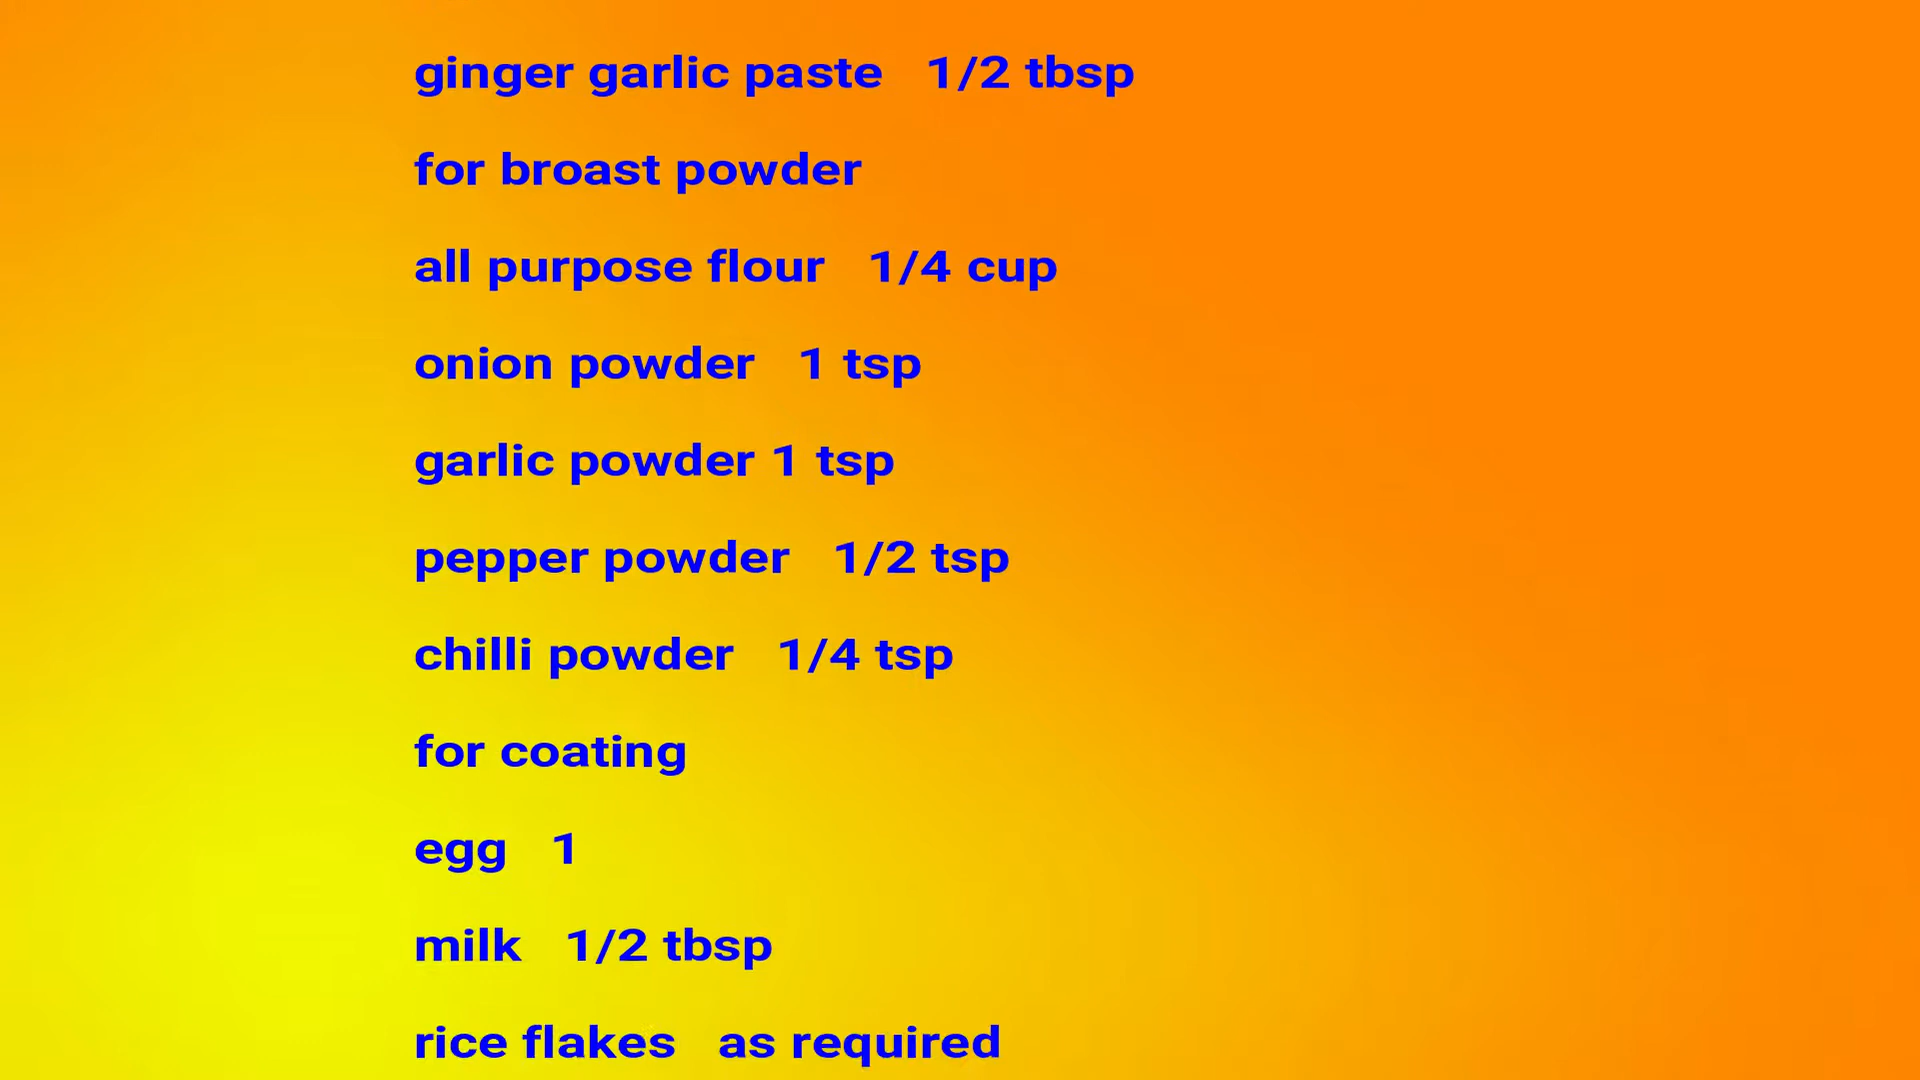 ginger garlic paste 1/2 tbsp
for broast powder
all purpose flour 1/4 cup
onion powder 1 tsp
garlic powder 1 tsp
pepper powder 1/2 tsp
chilli powder 1/4 tsp
for coating
egg 1
milk 1/2 tbsp
rice flakes as required